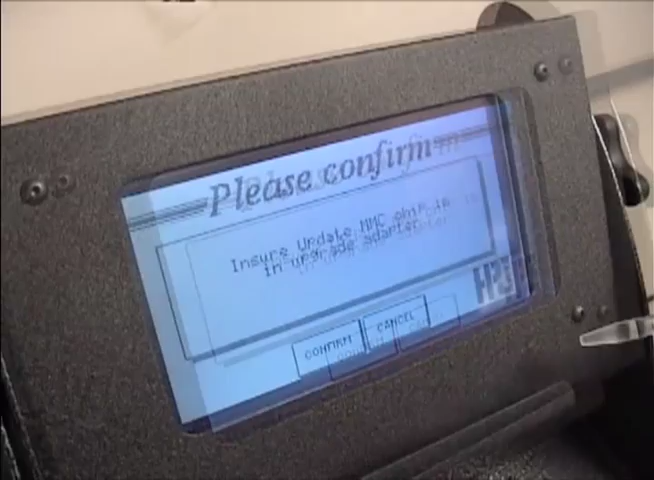 Please confirm
Insure Update MMC chip is
in upgrade adapter
CONFIRM
CANCEL